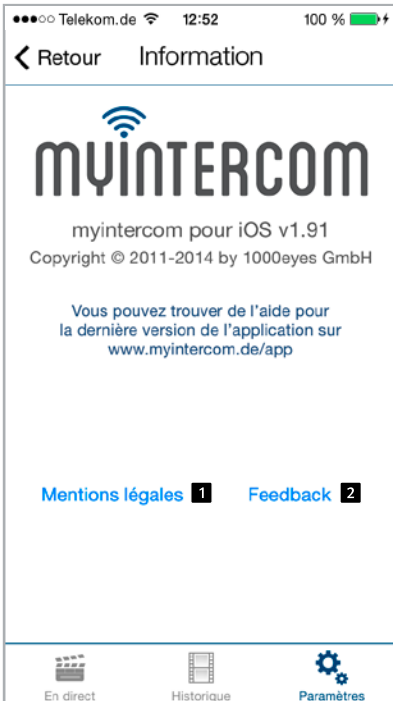 Telekom.de 12:52 100 %
Retour Information
myintercom
myintercom pour iOS v1.91
Copyright © 2011-2014 by 1000eyes GmbH
Vous pouvez trouver de l'aide pour
la dernière version de l'application sur
www.myintercom.de/app
Mentions légales 1 Feedback 2
En direct Historique Paramètres